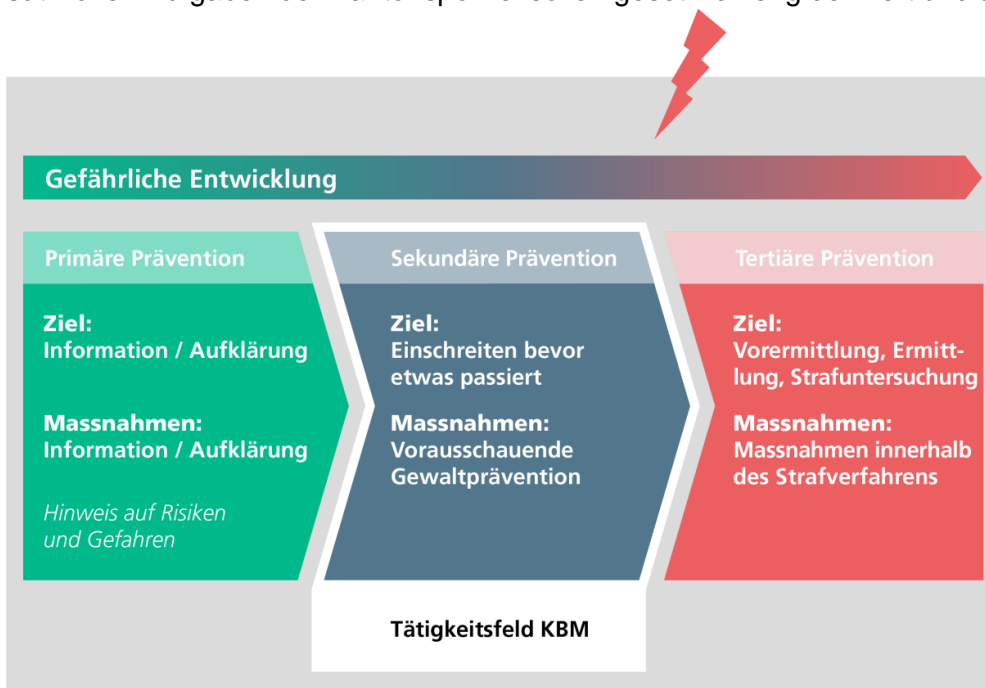 Gefährliche Entwicklung
Primäre Prävention
Ziel:
Information / Aufklärung
Massnahmen:
Information / Aufklärung
Hinweis auf Risiken
und Gefahren
Sekundäre Prävention
Ziel:
Einschreiten bevor
etwas passiert
Massnahmen:
Vorausschauende
Gewaltprävention
Tertiäre Prävention
Ziel:
Vorermittlung, Ermitt-
lung, Strafuntersuchung
Massnahmen:
Massnahmen innerhalb
des Strafverfahrens
Tätigkeitsfeld KBM